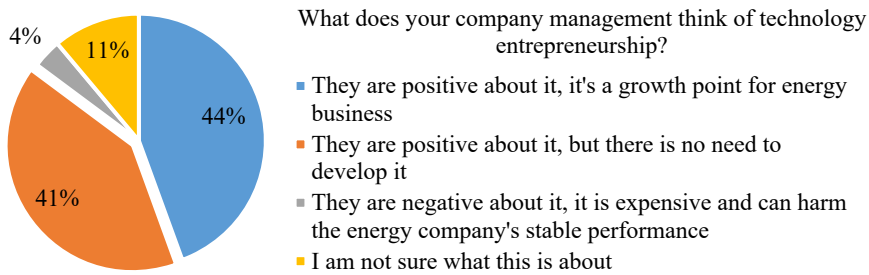 What does your company management think of technology
entrepreneurship?
4%
11%
44%
41%
They are positive about it, it's a growth point for energy
business
They are positive about it, but there is no need to
develop it
They are negative about it, it is expensive and can harm
the energy company's stable performance
I am not sure what this is about